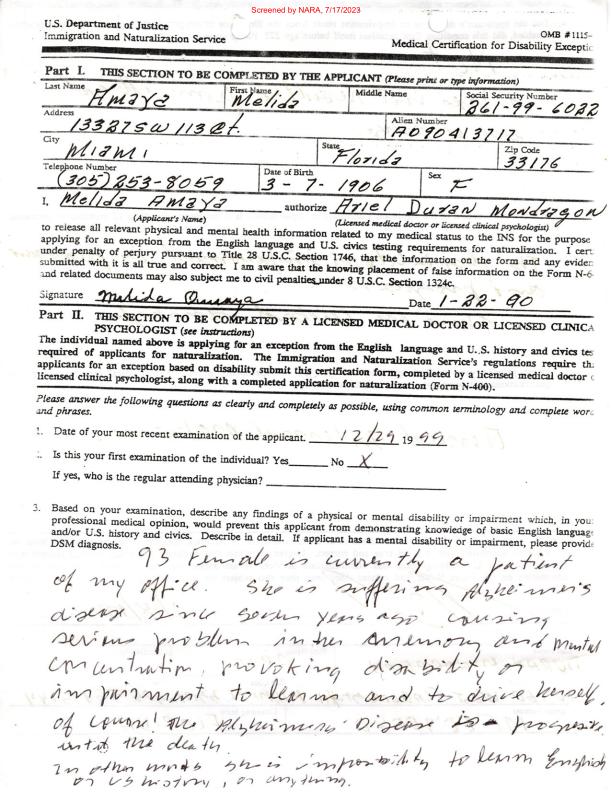 Screened by NARA, 7/17/2023
U.S. Department of Justice
Immigration and Naturalization Service
OMB #1115-
Medical Certification for Disability Exceptic
Part I. THIS SECTION TO BE COMPLETED BY THE APPLICANT (Please print or type information)
Last Name First Name Middle Name Social Security Number
Amaya Melida 261-99-6022
Address Alien Number
13327 SW 113 Ct. A090413717
City State Zip Code
Miami Florida 33176
Telephone Number Date of Birth Sex
(305) 253-8059 3-7-1906 F
I, Melida Amaya authorize Ariel Duran Mondragon
(Applicant's Name) (Licensed medical doctor or licensed clinical psychologist)
to release all relevant physical and mental health information related to my medical status to the INS for the purpose
applying for an exception from the English language and U.S. civics testing requirements for naturalization. I cert
under penalty of perjury pursuant to Title 28 U.S.C. Section 1746, that the information on the form and any eviden
submitted with it is all true and correct. I am aware that the knowing placement of false information on the Form N-6
and related documents may also subject me to civil penalties under 8 U.S.C. Section 1324c.
Signature Melida Amaya Date 1-22-90
Part II. THIS SECTION TO BE COMPLETED BY A LICENSED MEDICAL DOCTOR OR LICENSED CLINICA
PSYCHOLOGIST (see instructions)
The individual named above is applying for an exception from the English language and U.S. history and civics tes
required of applicants for naturalization. The Immigration and Naturalization Service's regulations require th
applicants for an exception based on disability submit this certification form, completed by a licensed medical doctor o
licensed clinical psychologist, along with a completed application for naturalization (Form N-400).
Please answer the following questions as clearly and completely as possible, using common terminology and complete worc
and phrases.
1. Date of your most recent examination of the applicant. 12/29 1999
2. Is this your first examination of the individual? Yes No X
If yes, who is the regular attending physician?
3. Based on your examination, describe any findings of a physical or mental disability or impairment which, in you
professional medical opinion, would prevent this applicant from demonstrating knowledge of basic English language
and/or U.S. history and civics. Describe in detail. If applicant has a mental disability or impairment, please provide
DSM diagnosis.
93 Female is currently a patient
of my office. She is suffering Alzheimer's
disease since years ago causing
serious problem in her memory and mental
concentration, provoking disability or
impairment to learns and to drive herself,
of course! The Alzheimers' Disease is progresive
until the death.
In other words she is impossibility to learn English
or US history, or anything.